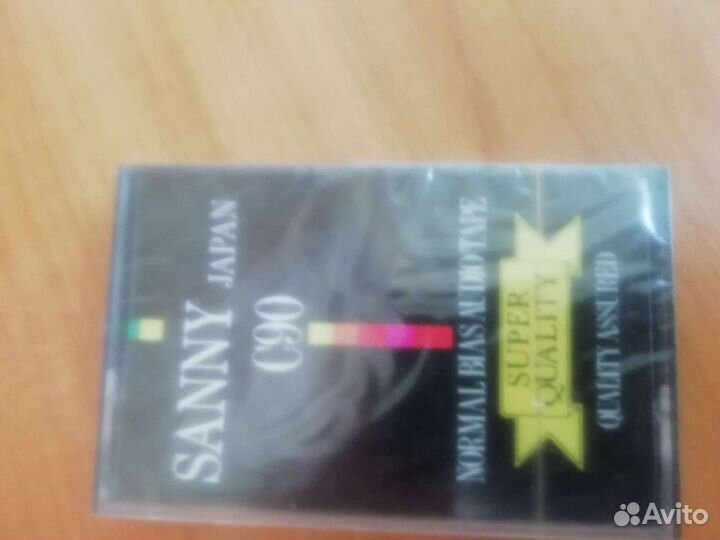 SANNY JAPAN
C90
NORMAL BIAS AUDIO TAPE
SUPER
QUALITY
QUALITY ASSURED
Avito